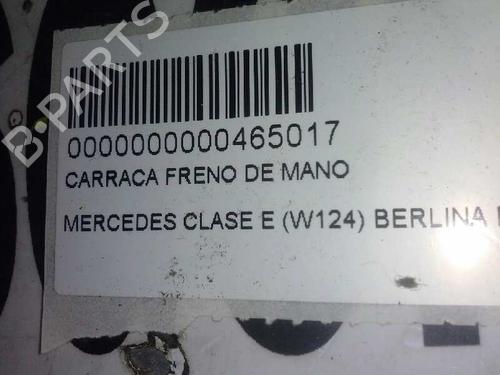 B-PARTS
0000000000465017
CARRACA FRENO DE MANO
MERCEDES CLASE E (W124) BERLINA